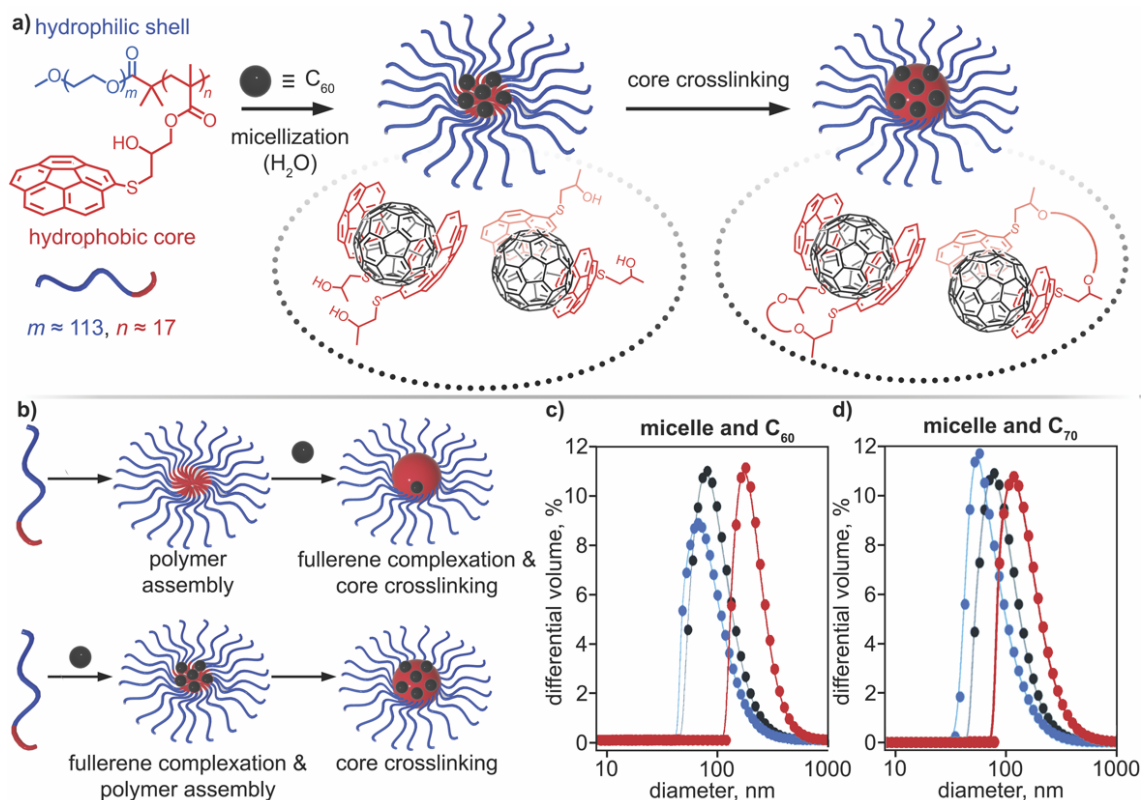 a)
hydrophilic shell
O
O
O
m
n
O
O
HO
S
hydrophobic core
m ≈ 113, n ≈ 17
≡ C₆₀
micellization
(H₂O)
core crosslinking
HO
S
HO
S
OH
S
HO
S
O
S
O
S
S
O
S
O
b)
polymer
assembly
fullerene complexation &
core crosslinking
fullerene complexation &
polymer assembly
core crosslinking
c)
micelle and C₆₀
differential volume, %
12
10
8
6
4
2
0
10
100
1000
diameter, nm
d)
micelle and C₇₀
differential volume, %
12
10
8
6
4
2
0
10
100
1000
diameter, nm